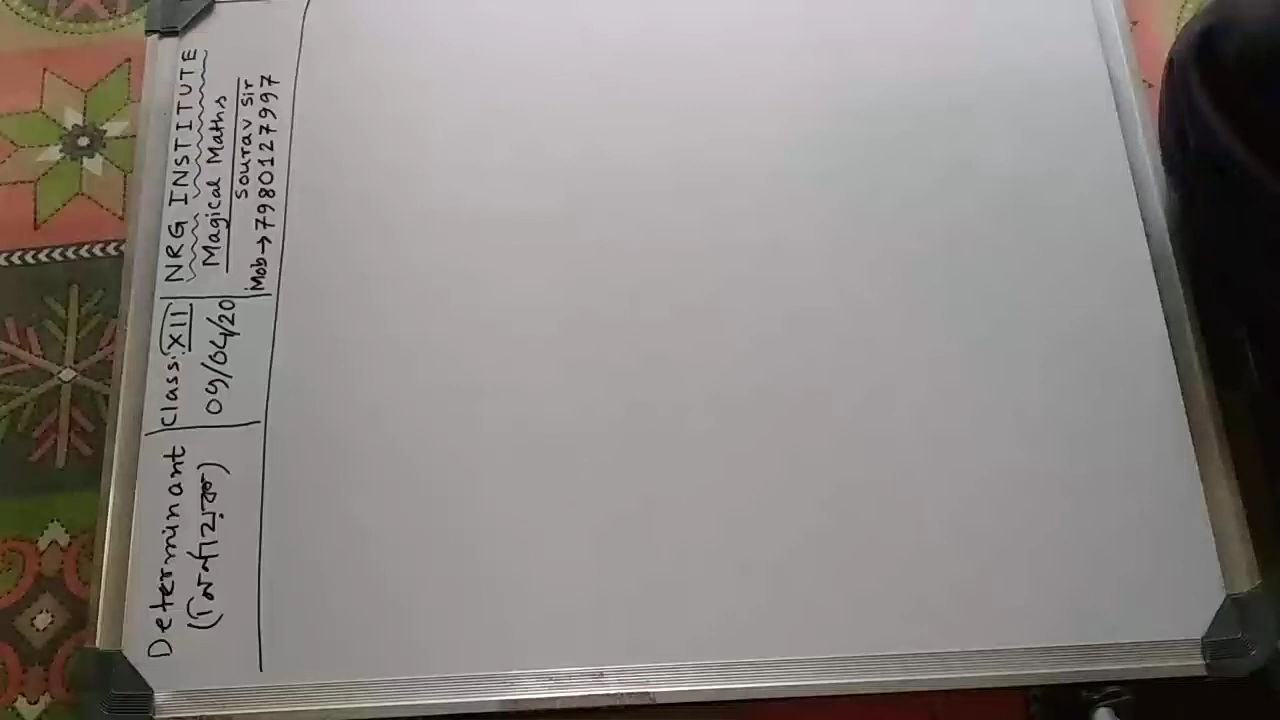 Determinant
(নির্ণায়ক)
Class: XII
09/04/20
NRG INSTITUTE
Magical Maths
Sourav Sir
Mob→7980127997